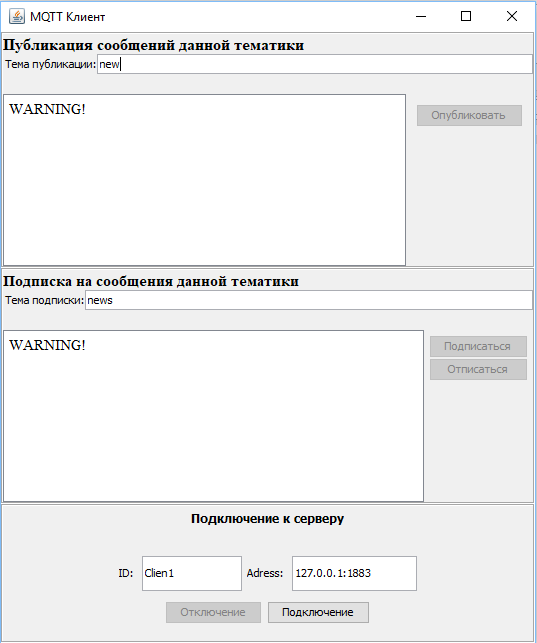 MQTT Клиент
Публикация сообщений данной тематики
Тема публикации: new
WARNING!
Опубликовать
Подписка на сообщения данной тематики
Тема подписки: news
WARNING!
Подписаться
Отписаться
Подключение к серверу
ID: Clien1 Adress: 127.0.0.1:1883
Отключение Подключение